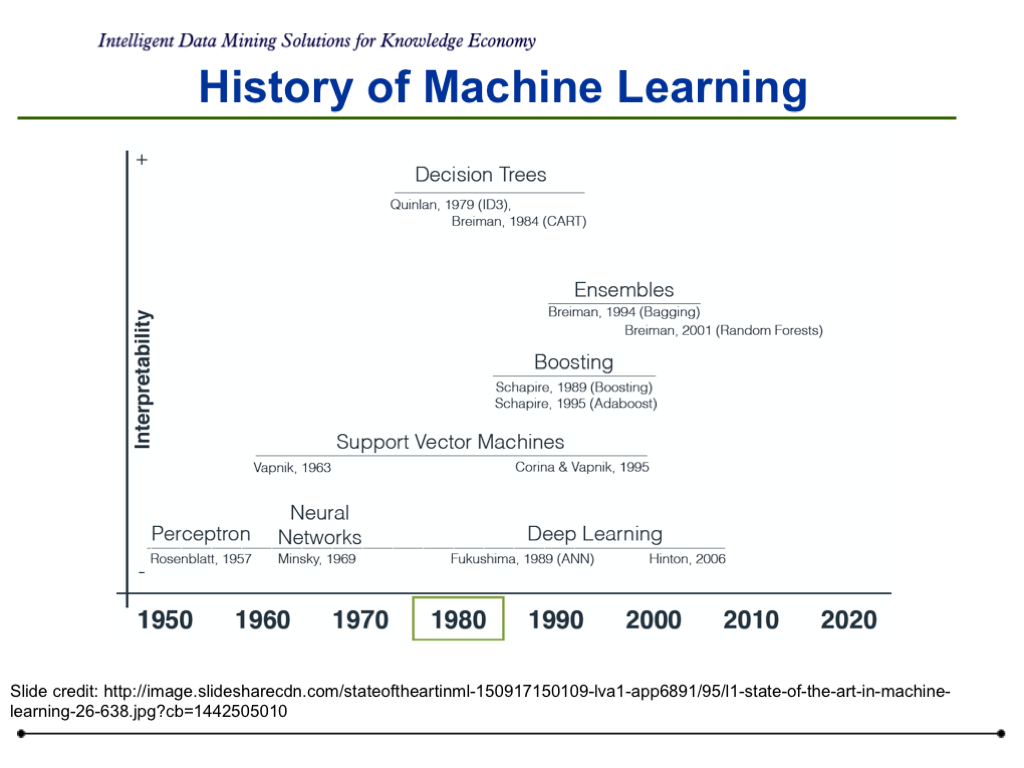 Intelligent Data Mining Solutions for Knowledge Economy
History of Machine Learning
+
Decision Trees
Quinlan, 1979 (ID3),
Breiman, 1984 (CART)
Ensembles
Breiman, 1994 (Bagging)
Breiman, 2001 (Random Forests)
Interpretability
Boosting
Schapire, 1989 (Boosting)
Schapire, 1995 (Adaboost)
Support Vector Machines
Vapnik, 1963
Corina & Vapnik, 1995
Perceptron
Rosenblatt, 1957
Neural
Networks
Minsky, 1969
Deep Learning
Fukushima, 1989 (ANN)
Hinton, 2006
-
1950 1960 1970 1980 1990 2000 2010 2020
Slide credit: http://image.slidesharecdn.com/stateoftheartinml-150917150109-lva1-app6891/95/l1-state-of-the-art-in-machine-
learning-26-638.jpg?cb=1442505010